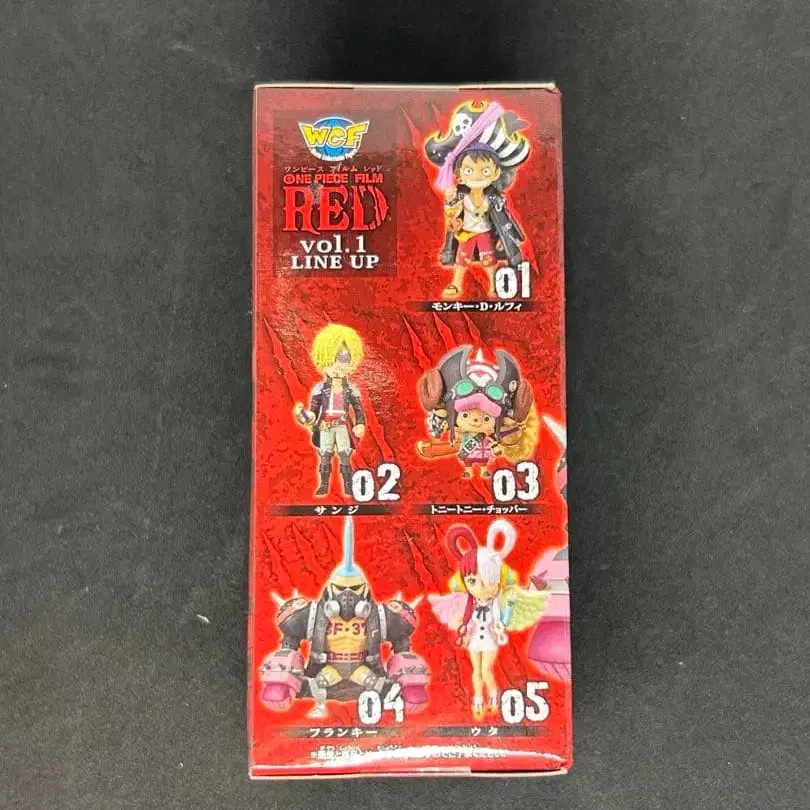 WCF
ワンピース フィルム レッド
ONE PIECE FILM
RED
vol.1
LINE UP
01
モンキー・D・ルフィ
02
サンジ
03
トニートニー・チョッパー
BF-37
04
フランキー
05
ウタ